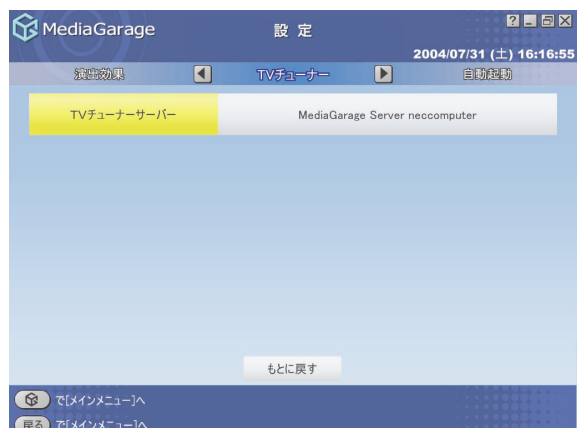 MediaGarage
設定
2004/07/31 (土) 16:16:55
演出効果
TVチューナー
自動起動
TVチューナーサーバー
MediaGarage Server neccomputer
もとに戻す
で[メインメニュー]へ
戻る で[メインメニュー]へ